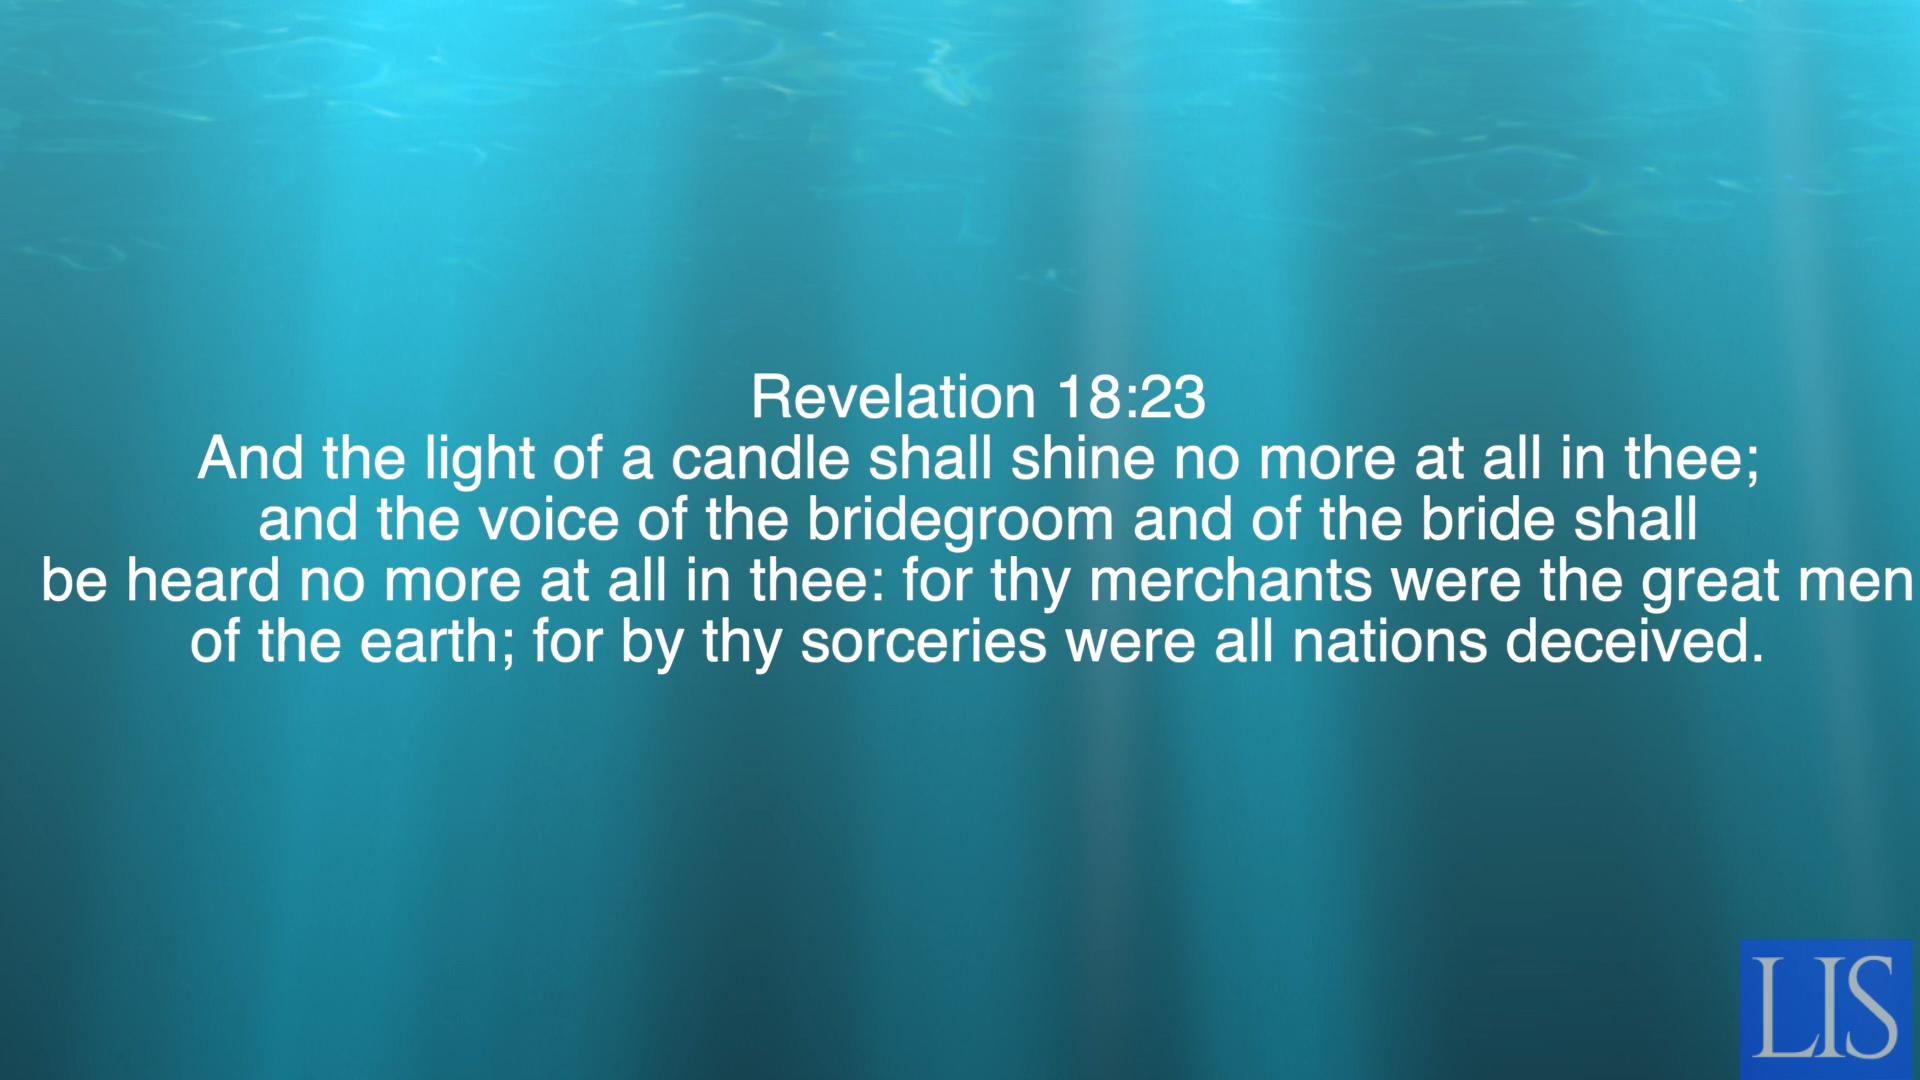 Revelation 18:23
And the light of a candle shall shine no more at all in thee;
and the voice of the bridegroom and of the bride shall
be heard no more at all in thee: for thy merchants were the great men
of the earth; for by thy sorceries were all nations deceived.
LIS